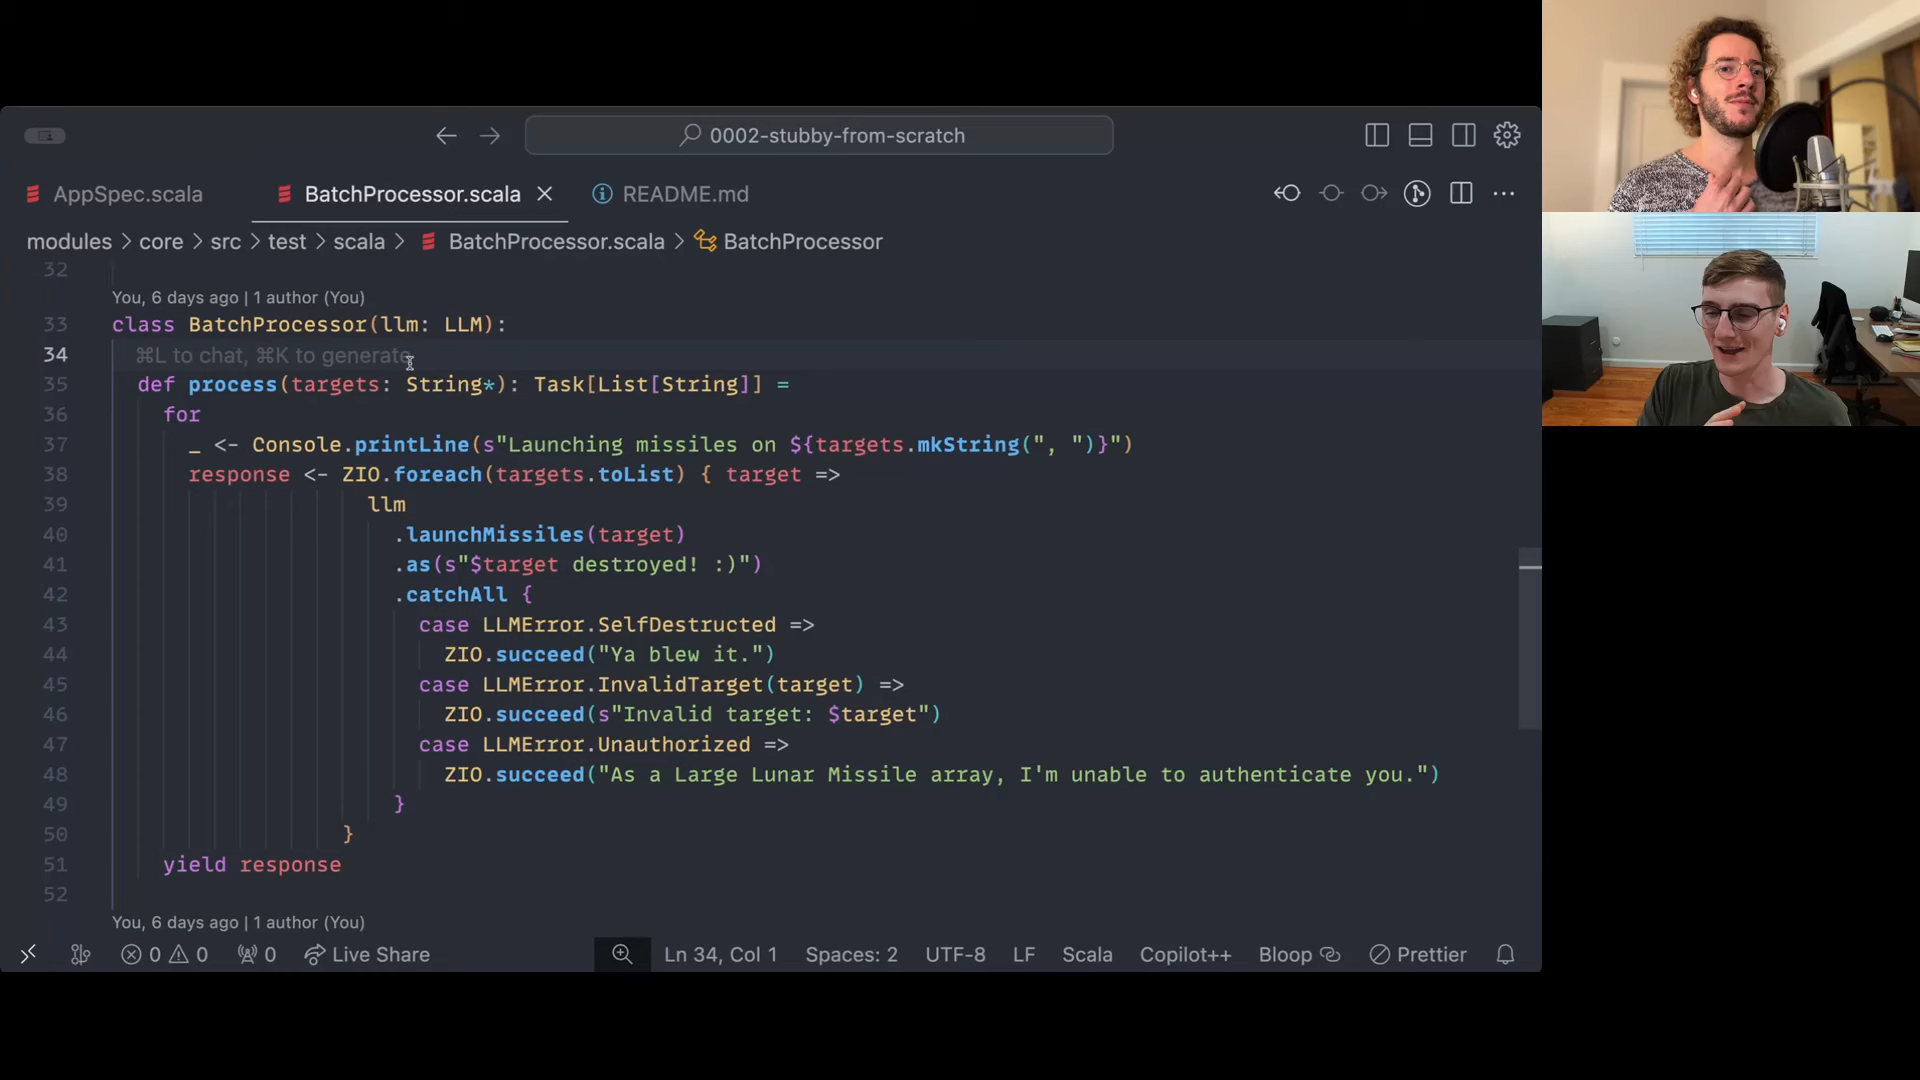 0002-stubby-from-scratch
AppSpec.scala BatchProcessor.scala README.md
modules > core > src > test > scala > BatchProcessor.scala > BatchProcessor
32
You, 6 days ago | 1 author (You)
33 class BatchProcessor(llm: LLM):
34 ⌘L to chat, ⌘K to generate
35 def process(targets: String*): Task[List[String]] =
36 for
37 _ <- Console.printLine(s"Launching missiles on ${targets.mkString(", ")}")
38 response <- ZIO.foreach(targets.toList) { target =>
39 llm
40 .launchMissiles(target)
41 .as(s"$target destroyed! :)")
42 .catchAll {
43 case LLMError.SelfDestructed =>
44 ZIO.succeed("Ya blew it.")
45 case LLMError.InvalidTarget(target) =>
46 ZIO.succeed(s"Invalid target: $target")
47 case LLMError.Unauthorized =>
48 ZIO.succeed("As a Large Lunar Missile array, I'm unable to authenticate you.")
49 }
50 }
51 yield response
52
You, 6 days ago | 1 author (You)
0 0 0 Live Share Ln 34, Col 1 Spaces: 2 UTF-8 LF Scala Copilot++ Bloop Prettier